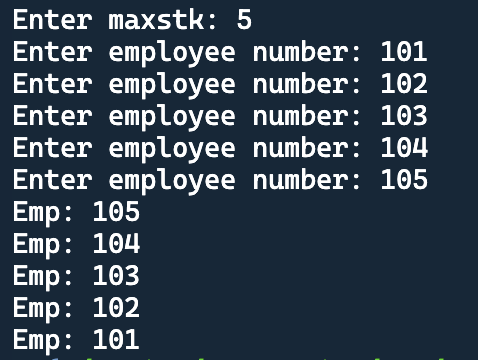 Enter maxstk: 5
Enter employee number: 101
Enter employee number: 102
Enter employee number: 103
Enter employee number: 104
Enter employee number: 105
Emp: 105
Emp: 104
Emp: 103
Emp: 102
Emp: 101